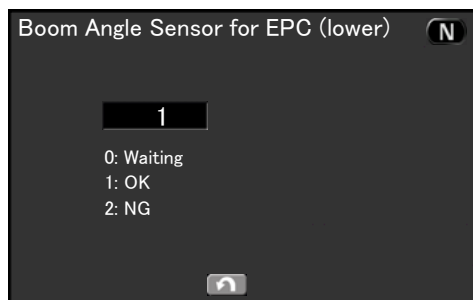 Boom Angle Sensor for EPC (lower) N
1
0: Waiting
1: OK
2: NG